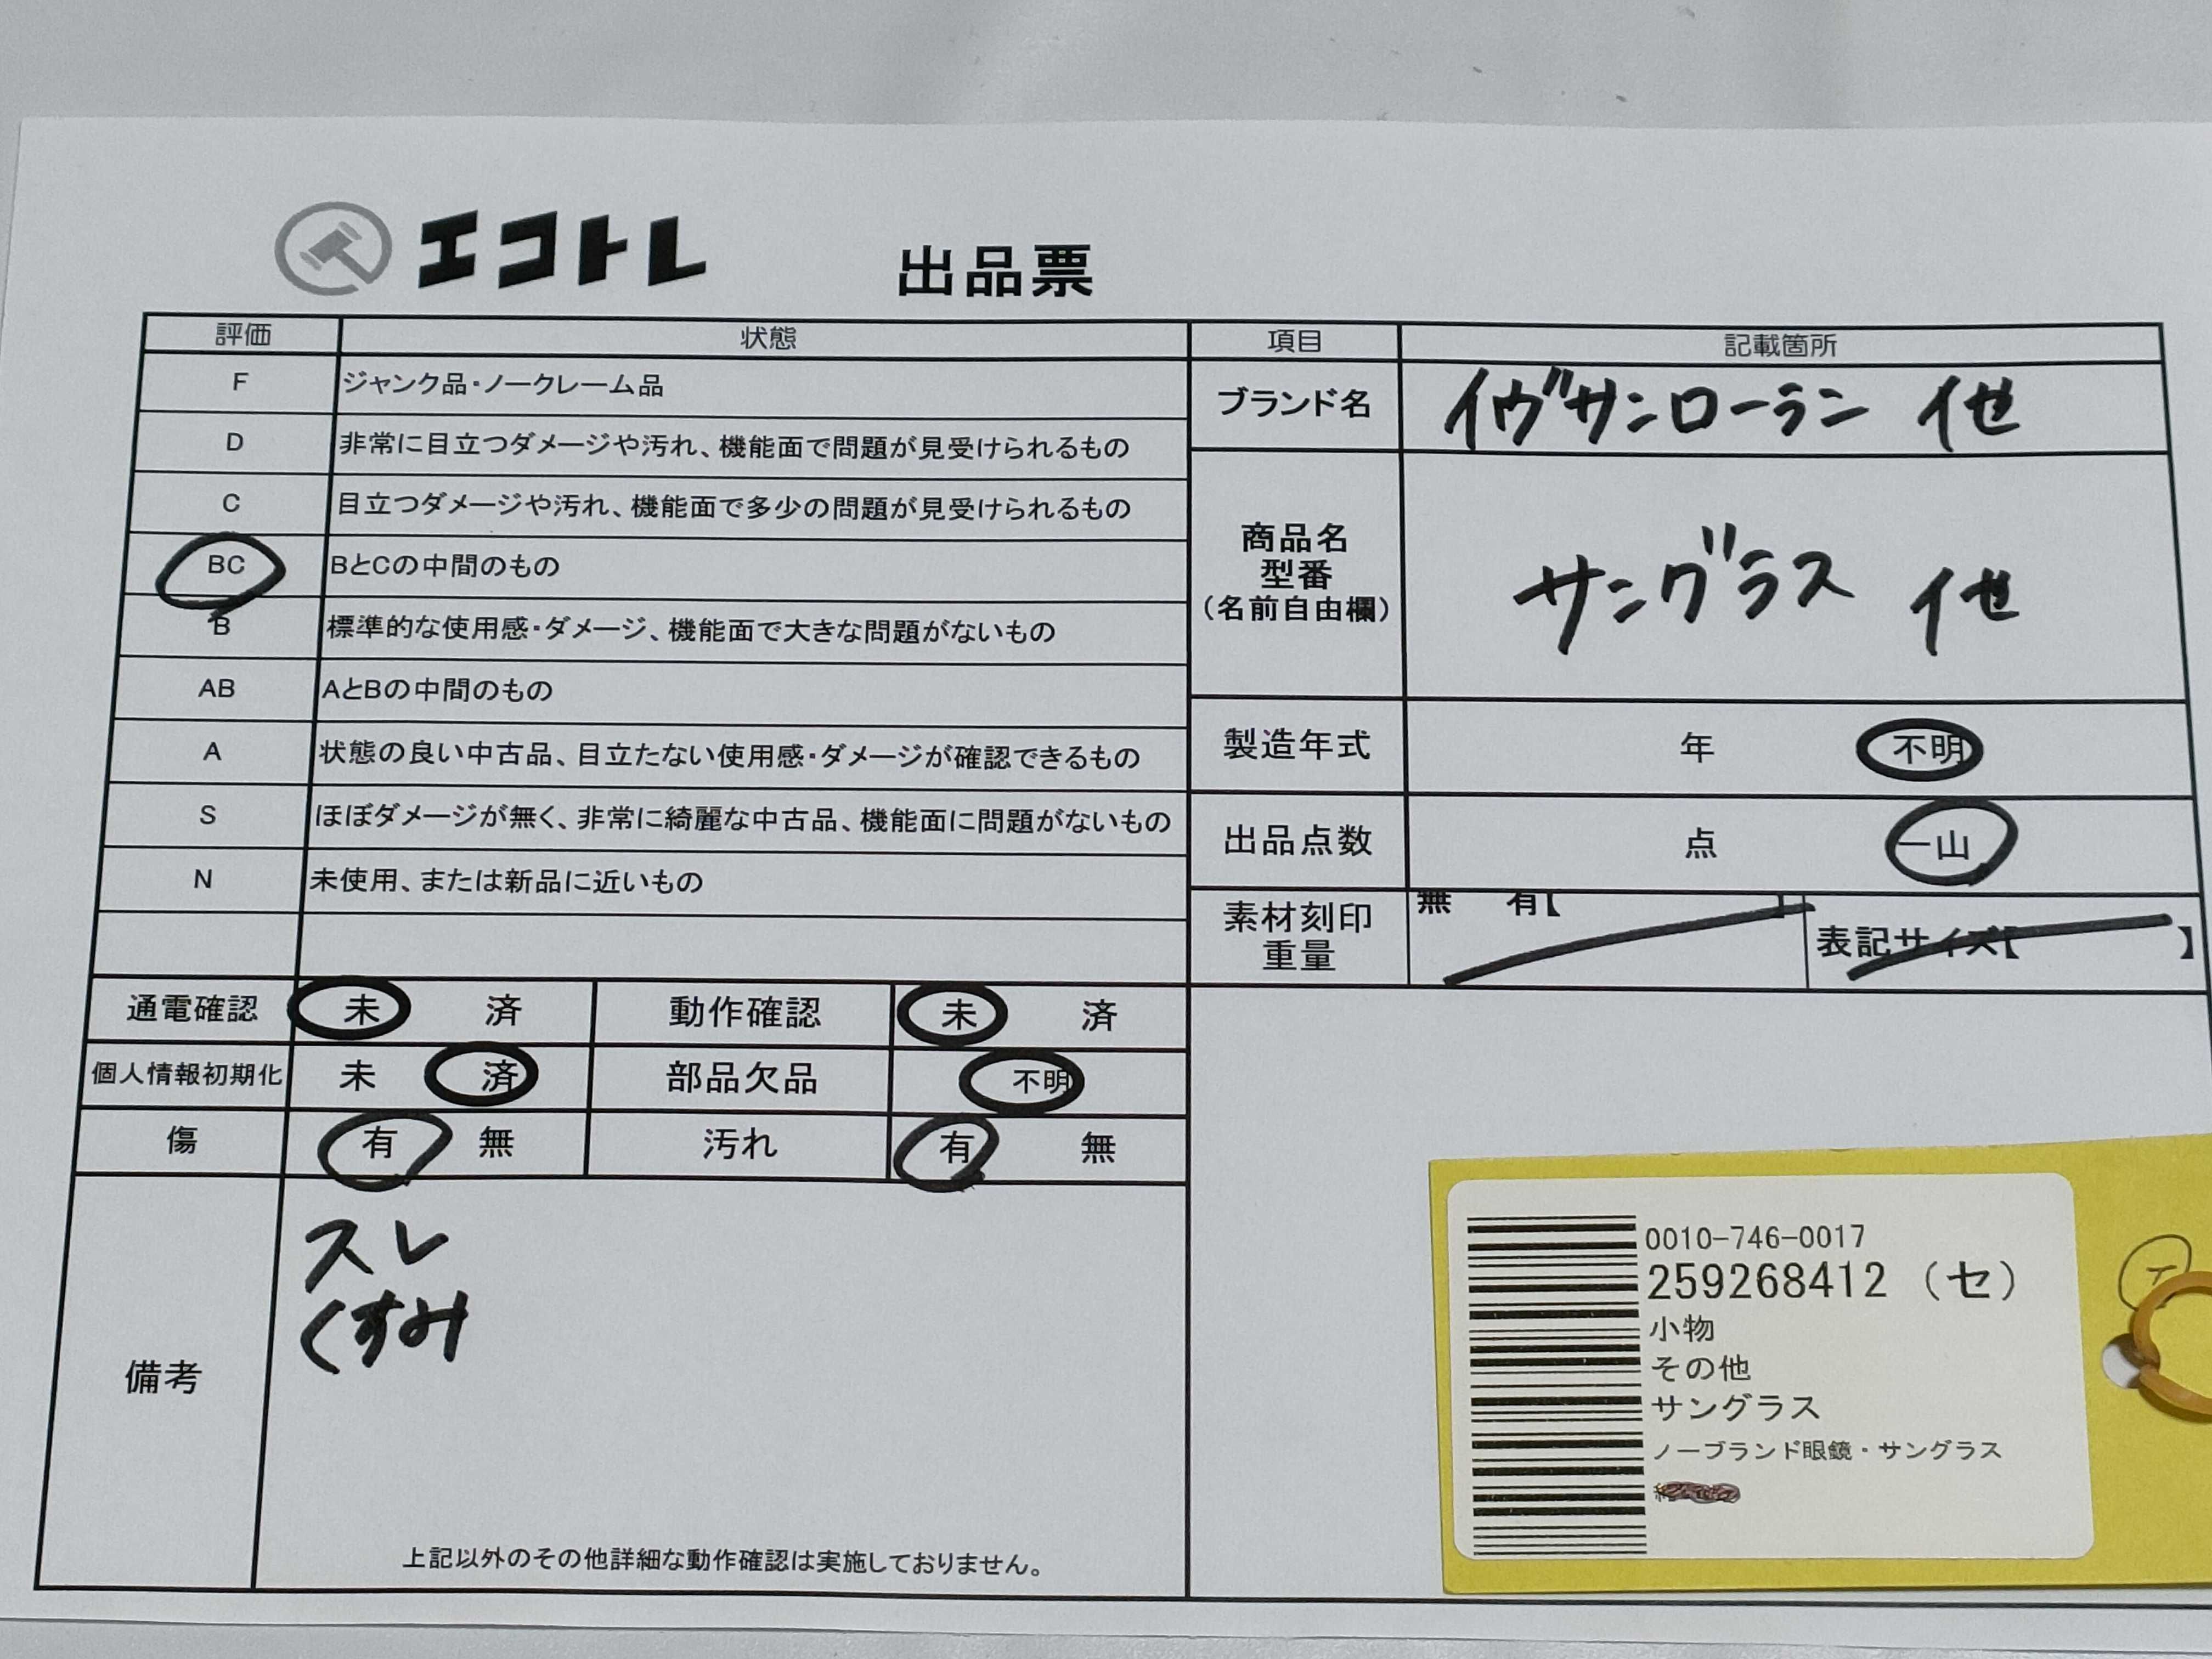 エコトレ 出品票
評価 状態
F ジャンク品・ノークレーム品
D 非常に目立つダメージや汚れ、機能面で問題が見受けられるもの
C 目立つダメージや汚れ、機能面で多少の問題が見受けられるもの
BC BとCの中間のもの
B 標準的な使用感・ダメージ、機能面で大きな問題がないもの
AB AとBの中間のもの
A 状態の良い中古品、目立たない使用感・ダメージが確認できるもの
S ほぼダメージが無く、非常に綺麗な中古品、機能面に問題がないもの
N 未使用、または新品に近いもの
通電確認 未 済 動作確認 未 済
個人情報初期化 未 済 部品欠品 不明
傷 有 無 汚れ 有 無
備考
スレ
くすみ
上記以外のその他詳細な動作確認は実施しておりません。
項目 記載箇所
ブランド名 イヴサンローラン 他
商品名
型番
(名前自由欄)
サングラス 他
製造年式 年 不明
出品点数 点 一山
素材刻印
重量
無 有【 】
表記サイズ【 】
0010-746-0017
259268412 (セ)
小物
その他
サングラス
ノーブランド眼鏡・サングラス